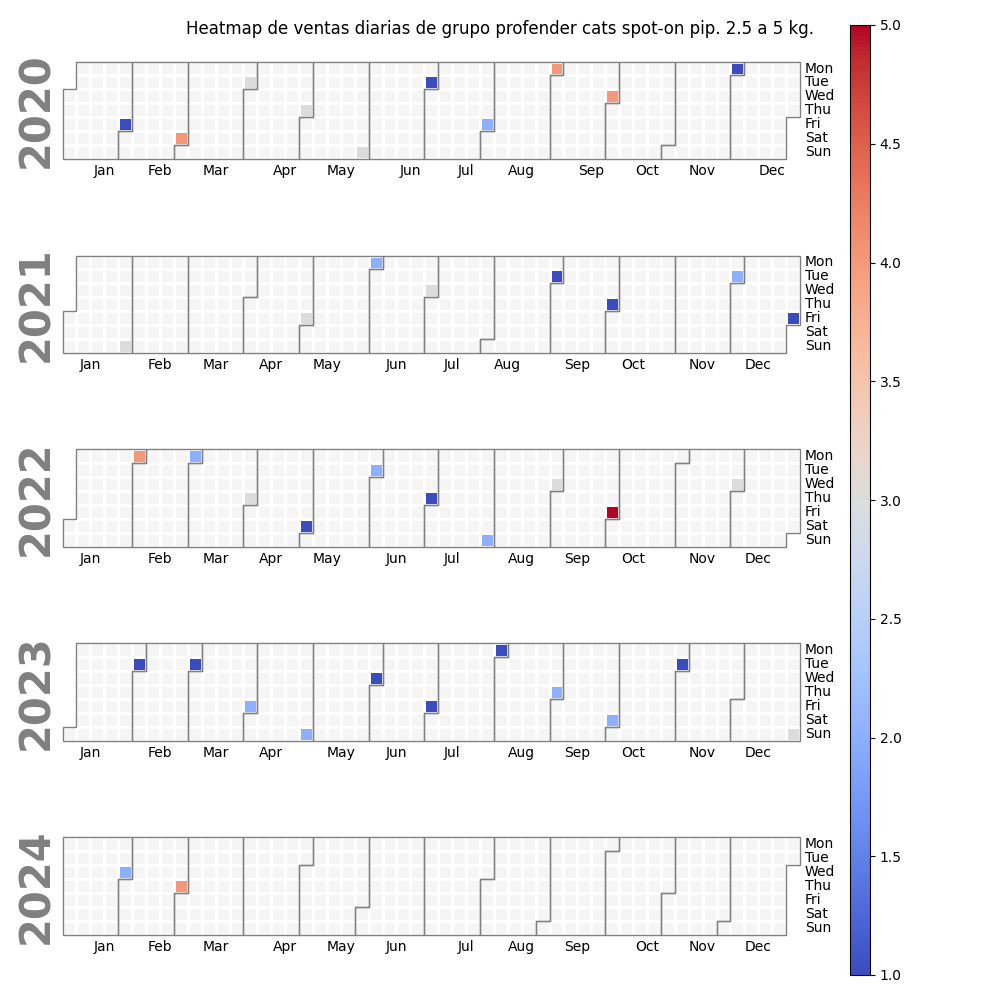 Heatmap de ventas diarias de grupo profender cats spot-on pip. 2.5 a 5 kg.
2020
Mon
Tue
Wed
Thu
Fri
Sat
Sun
Jan Feb Mar Apr May Jun Jul Aug Sep Oct Nov Dec
2021
Mon
Tue
Wed
Thu
Fri
Sat
Sun
Jan Feb Mar Apr May Jun Jul Aug Sep Oct Nov Dec
2022
Mon
Tue
Wed
Thu
Fri
Sat
Sun
Jan Feb Mar Apr May Jun Jul Aug Sep Oct Nov Dec
2023
Mon
Tue
Wed
Thu
Fri
Sat
Sun
Jan Feb Mar Apr May Jun Jul Aug Sep Oct Nov Dec
2024
Mon
Tue
Wed
Thu
Fri
Sat
Sun
Jan Feb Mar Apr May Jun Jul Aug Sep Oct Nov Dec
5.0
4.5
4.0
3.5
3.0
2.5
2.0
1.5
1.0